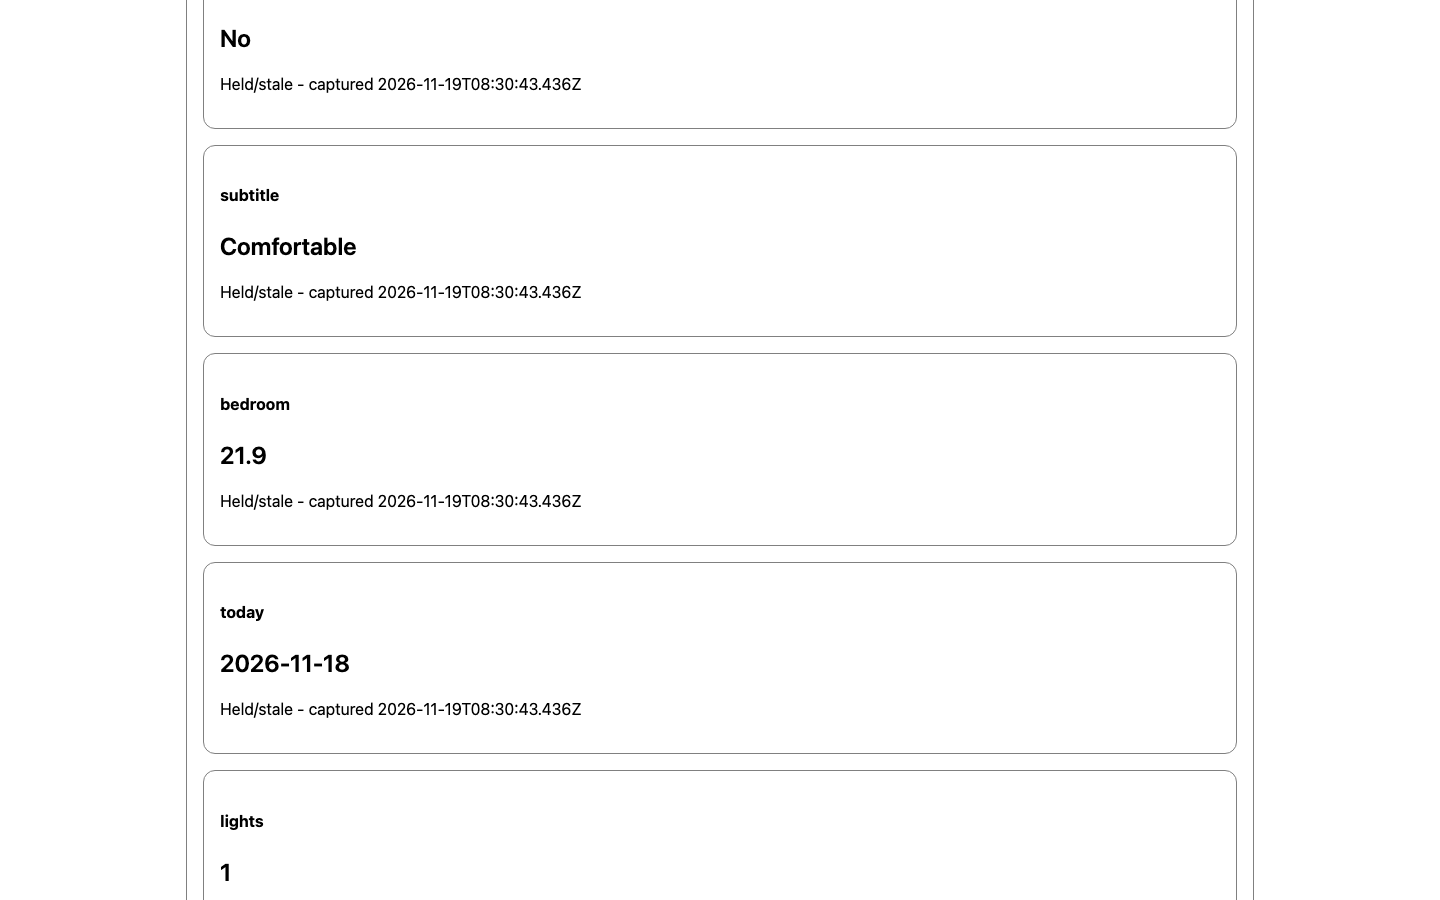 No
Held/stale - captured 2026-11-19T08:30:43.436Z
subtitle
Comfortable
Held/stale - captured 2026-11-19T08:30:43.436Z
bedroom
21.9
Held/stale - captured 2026-11-19T08:30:43.436Z
today
2026-11-18
Held/stale - captured 2026-11-19T08:30:43.436Z
lights
1